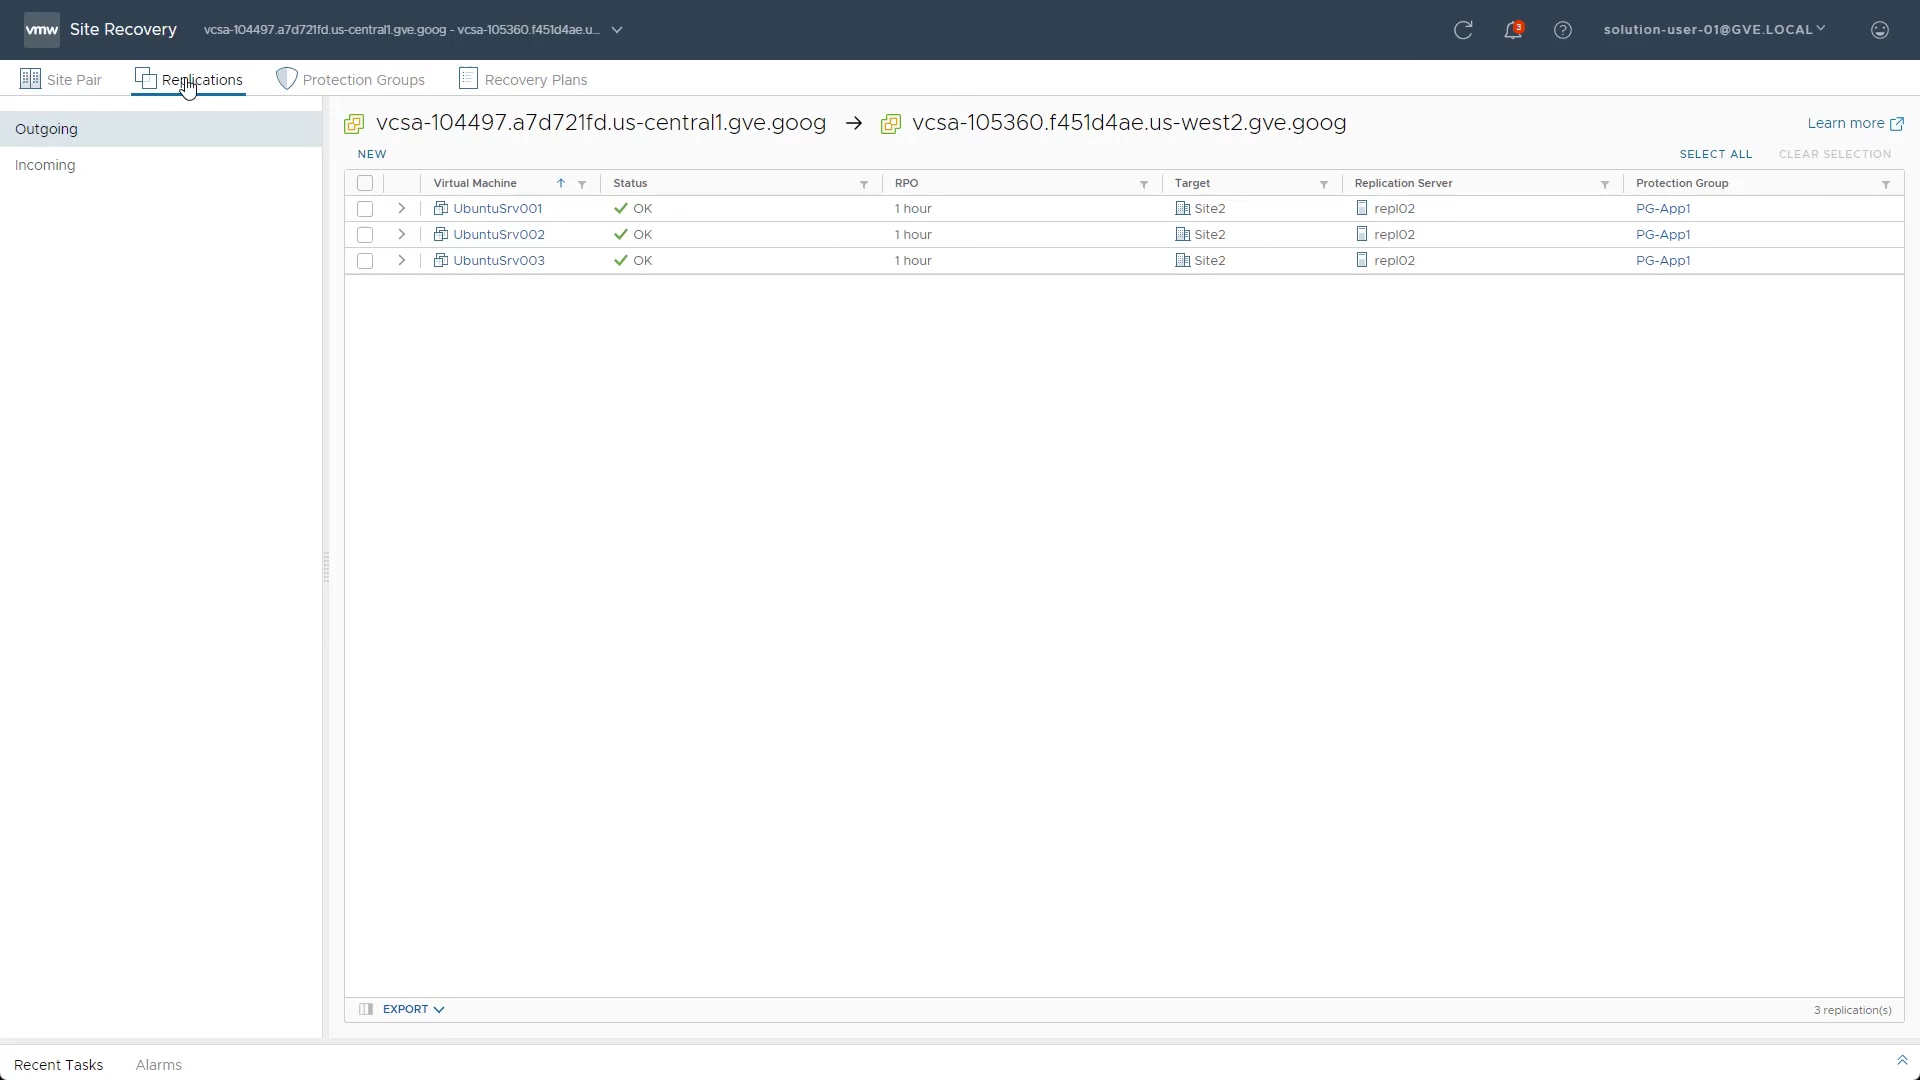 vmw Site Recovery vcsa-104497.a7d721fd.us-central1.gve.goog - vcsa-105360.f451d4ae.u... 3 solution-user-01@GVE.LOCAL
Site Pair Replications Protection Groups Recovery Plans
Outgoing
Incoming
vcsa-104497.a7d721fd.us-central1.gve.goog → vcsa-105360.f451d4ae.us-west2.gve.goog Learn more
NEW SELECT ALL CLEAR SELECTION
Virtual Machine Status RPO Target Replication Server Protection Group
UbuntuSrv001 OK 1 hour Site2 repl02 PG-App1
UbuntuSrv002 OK 1 hour Site2 repl02 PG-App1
UbuntuSrv003 OK 1 hour Site2 repl02 PG-App1
EXPORT 3 replication(s)
Recent Tasks Alarms